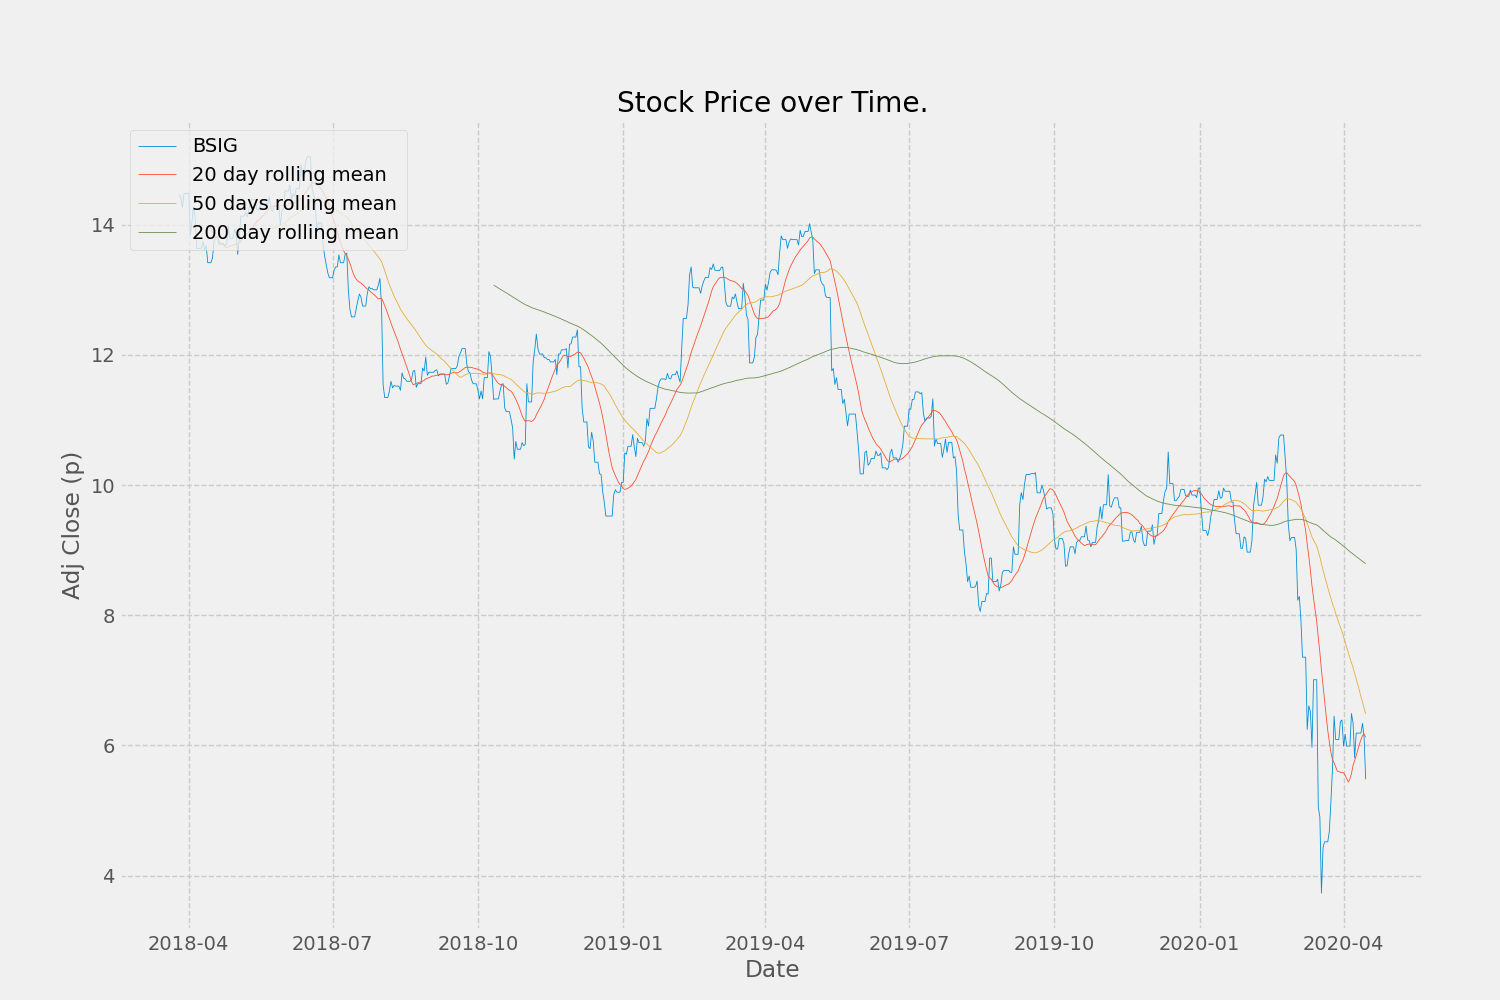 Stock Price over Time.
BSIG
20 day rolling mean
50 days rolling mean
200 day rolling mean
14
12
10
8
6
4
Adj Close (p)
2018-04 2018-07 2018-10 2019-01 2019-04 2019-07 2019-10 2020-01 2020-04
Date